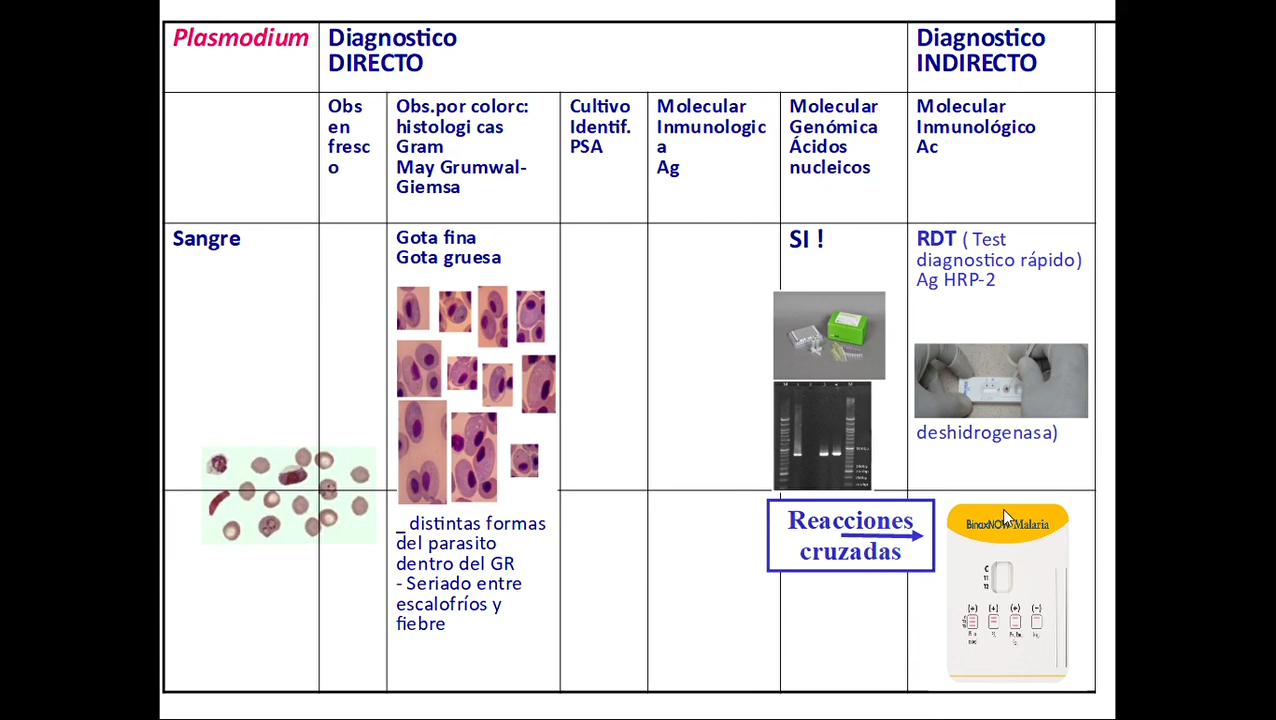 Plasmodium
Diagnostico
DIRECTO
Diagnostico
INDIRECTO
Obs
en
fresc
o
Obs.por colorc:
histologi cas
Gram
May Grumwal-
Giemsa
Cultivo
Identif.
PSA
Molecular
Inmunologic
a
Ag
Molecular
Genómica
Ácidos
nucleicos
Molecular
Inmunológico
Ac
Sangre
Gota fina
Gota gruesa
SI !
RDT ( Test
diagnostico rápido)
Ag HRP-2
deshidrogenasa)
_ distintas formas
del parasito
dentro del GR
- Seriado entre
escalofríos y
fiebre
Reacciones
cruzadas
BinaxNOW Malaria
C
(+) (+) (+) (-)